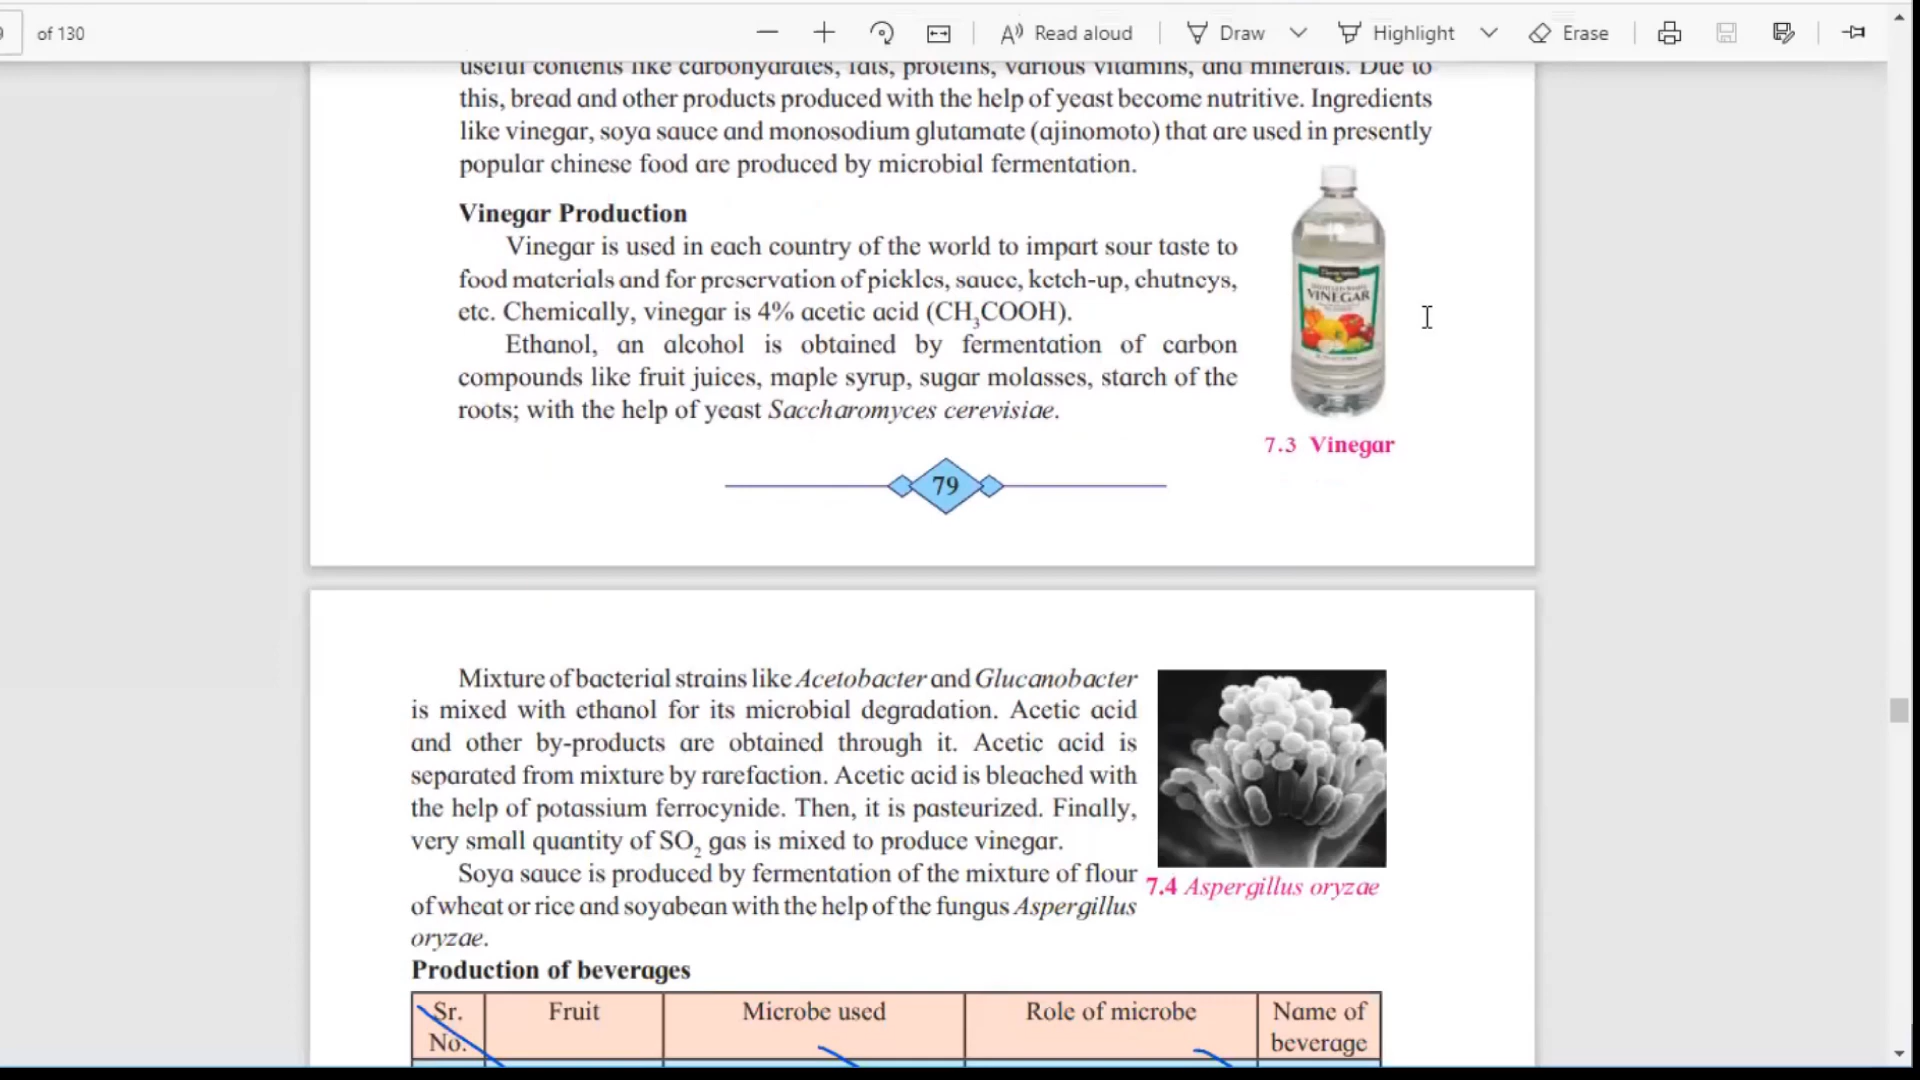 of 130
Read aloud
Draw
Highlight
Erase
useful contents like carbohydrates, fats, proteins, various vitamins, and minerals. Due to
this, bread and other products produced with the help of yeast become nutritive. Ingredients
like vinegar, soya sauce and monosodium glutamate (ajinomoto) that are used in presently
popular chinese food are produced by microbial fermentation.
Vinegar Production
Vinegar is used in each country of the world to impart sour taste to
food materials and for preservation of pickles, sauce, ketch-up, chutneys,
etc. Chemically, vinegar is 4% acetic acid (CH₃COOH).
Ethanol, an alcohol is obtained by fermentation of carbon
compounds like fruit juices, maple syrup, sugar molasses, starch of the
roots; with the help of yeast Saccharomyces cerevisiae.
VINEGAR
7.3 Vinegar
79
Mixture of bacterial strains like Acetobacter and Glucanobacter
is mixed with ethanol for its microbial degradation. Acetic acid
and other by-products are obtained through it. Acetic acid is
separated from mixture by rarefaction. Acetic acid is bleached with
the help of potassium ferrocynide. Then, it is pasteurized. Finally,
very small quantity of SO₂ gas is mixed to produce vinegar.
Soya sauce is produced by fermentation of the mixture of flour
of wheat or rice and soyabean with the help of the fungus Aspergillus
oryzae.
7.4 Aspergillus oryzae
Production of beverages
Sr. No.
Fruit
Microbe used
Role of microbe
Name of beverage